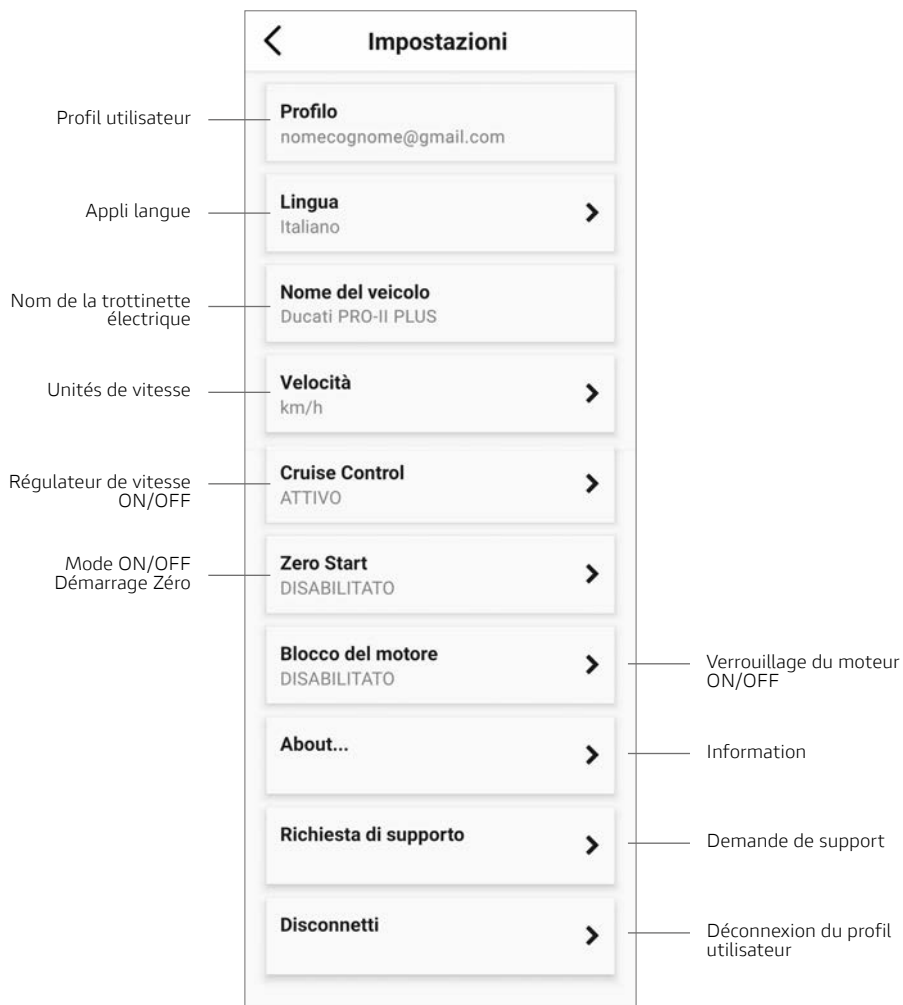 Impostazioni
Profil utilisateur
Profilo
nomecognome@gmail.com
Appli langue
Lingua
Italiano
Nom de la trottinette
électrique
Nome del veicolo
Ducati PRO-II PLUS
Unités de vitesse
Velocità
km/h
Régulateur de vitesse
ON/OFF
Cruise Control
ATTIVO
Mode ON/OFF
Démarrage Zéro
Zero Start
DISABILITATO
Blocco del motore
DISABILITATO
Verrouillage du moteur
ON/OFF
About...
Information
Richiesta di supporto
Demande de support
Disconnetti
Déconnexion du profil
utilisateur